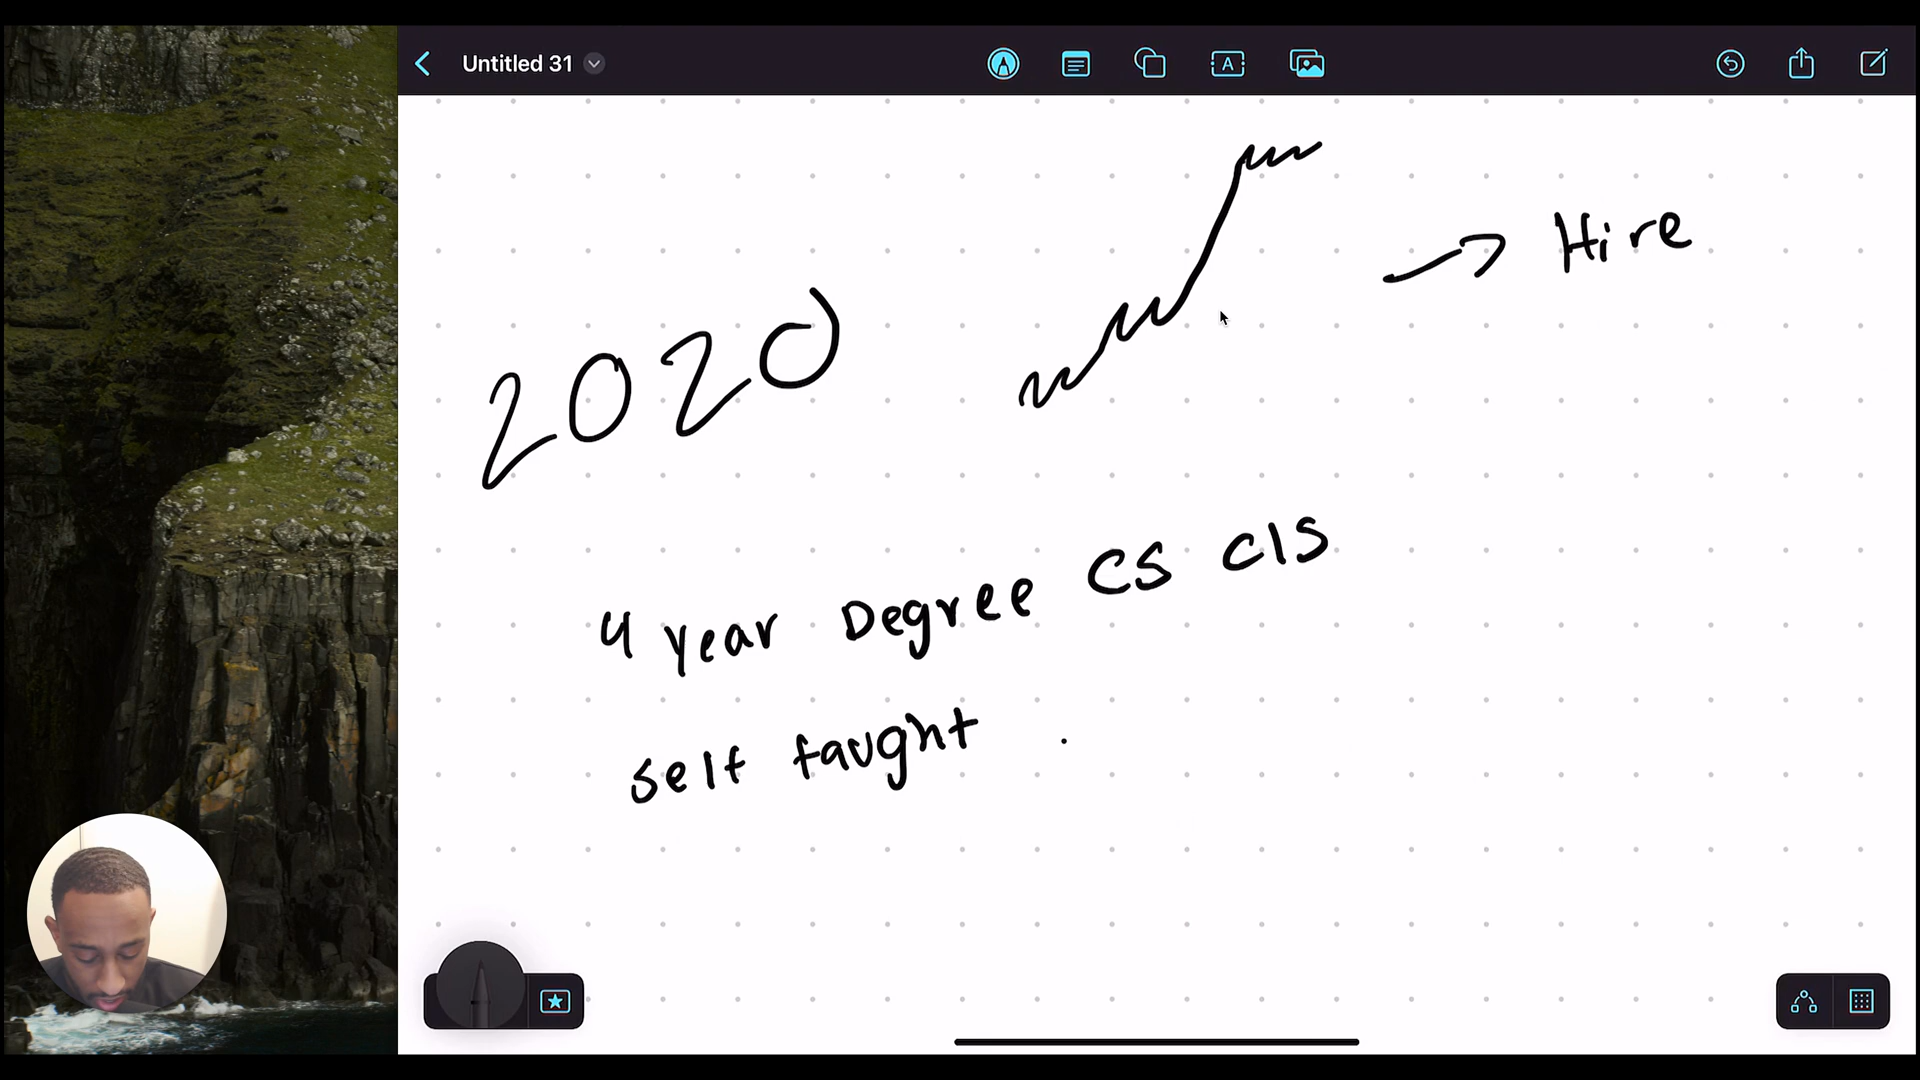 Untitled 31
A
Hire
2020
4 year Degree CS CIS
self taught